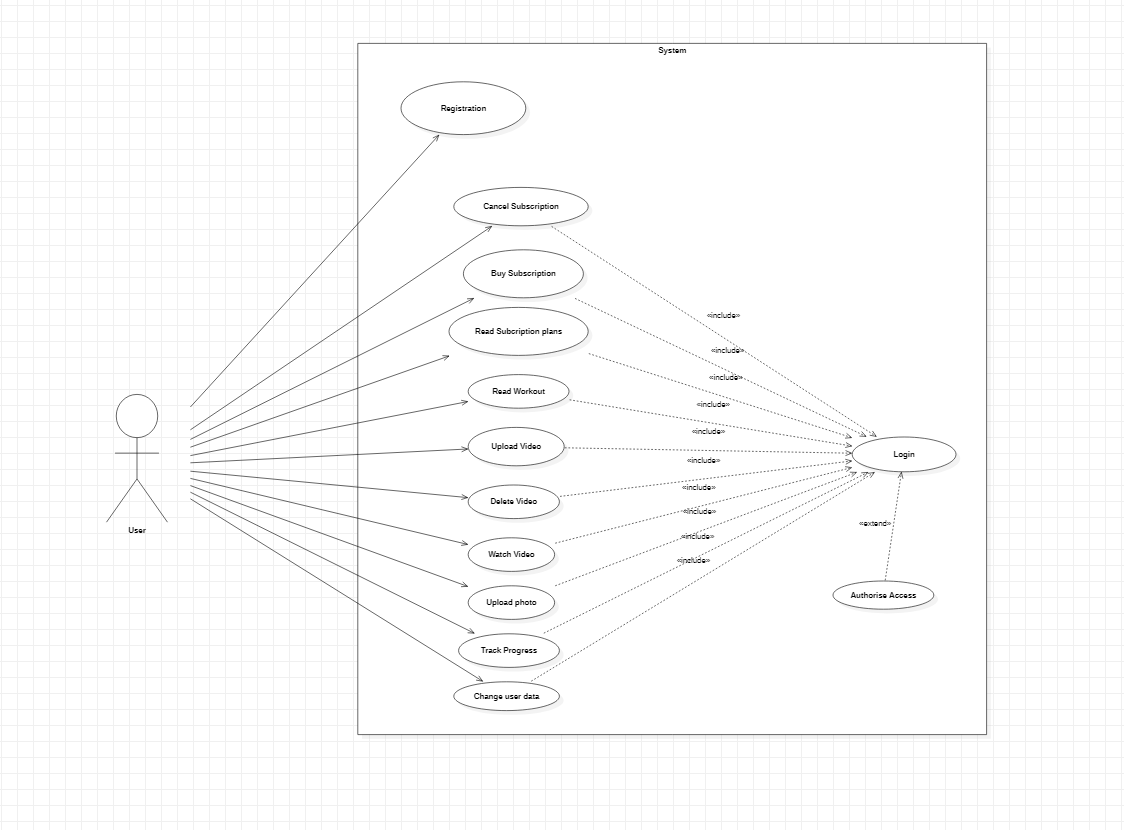 System
Registration
Cancel Subscription
Buy Subscription
«include»
Read Subcription plans
«include»
«include»
Read Workout
«include»
«include»
Upload Video
Login
«include»
«include»
Delete Video
«include»
«extend»
User
«include»
Watch Video
«include»
Authorise Access
Upload photo
Track Progress
Change user data